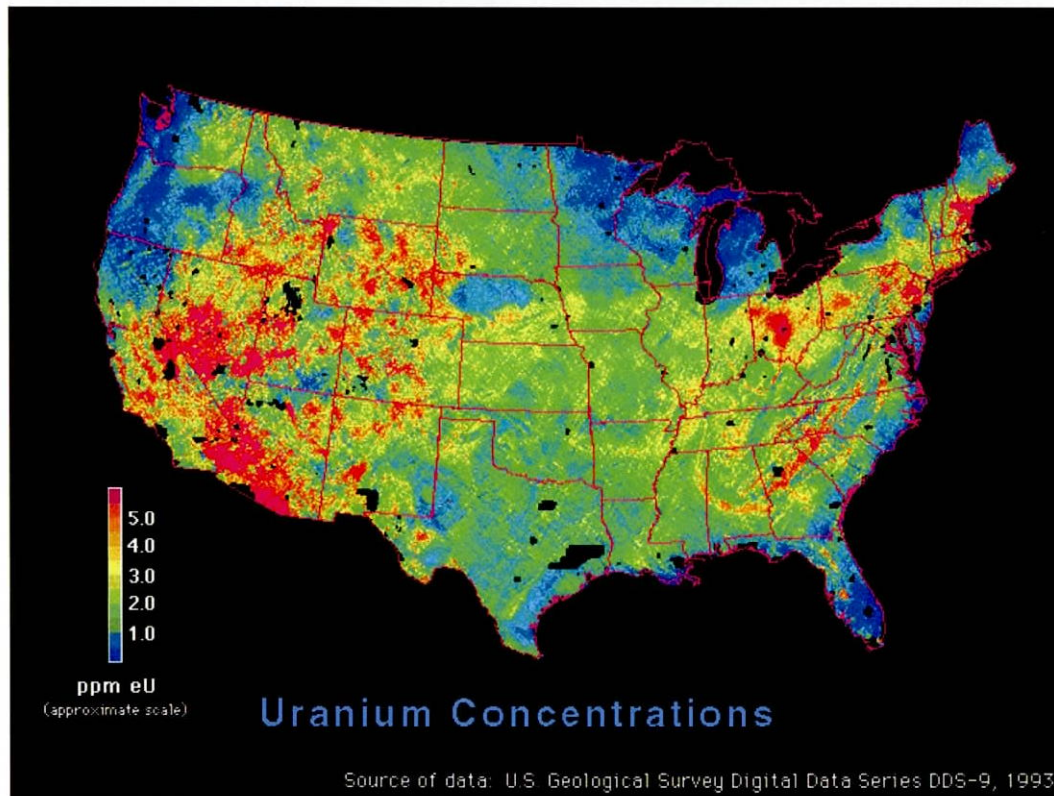 5.0
4.0
3.0
2.0
1.0
ppm eU
(approximate scale)
Uranium Concentrations
Source of data: U.S. Geological Survey Digital Data Series DDS-9, 1993